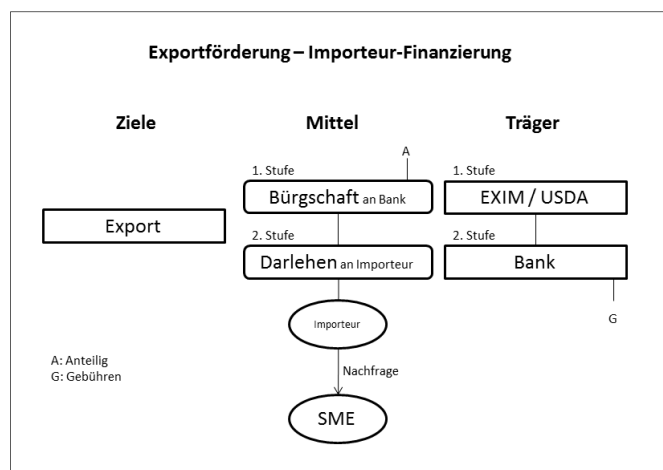 Exportförderung – Importeur-Finanzierung
Ziele
Mittel
Träger
A
1. Stufe
1. Stufe
Bürgschaft an Bank
EXIM / USDA
Export
2. Stufe
2. Stufe
Darlehen an Importeur
Bank
Importeur
G
A: Anteilig
G: Gebühren
Nachfrage
SME